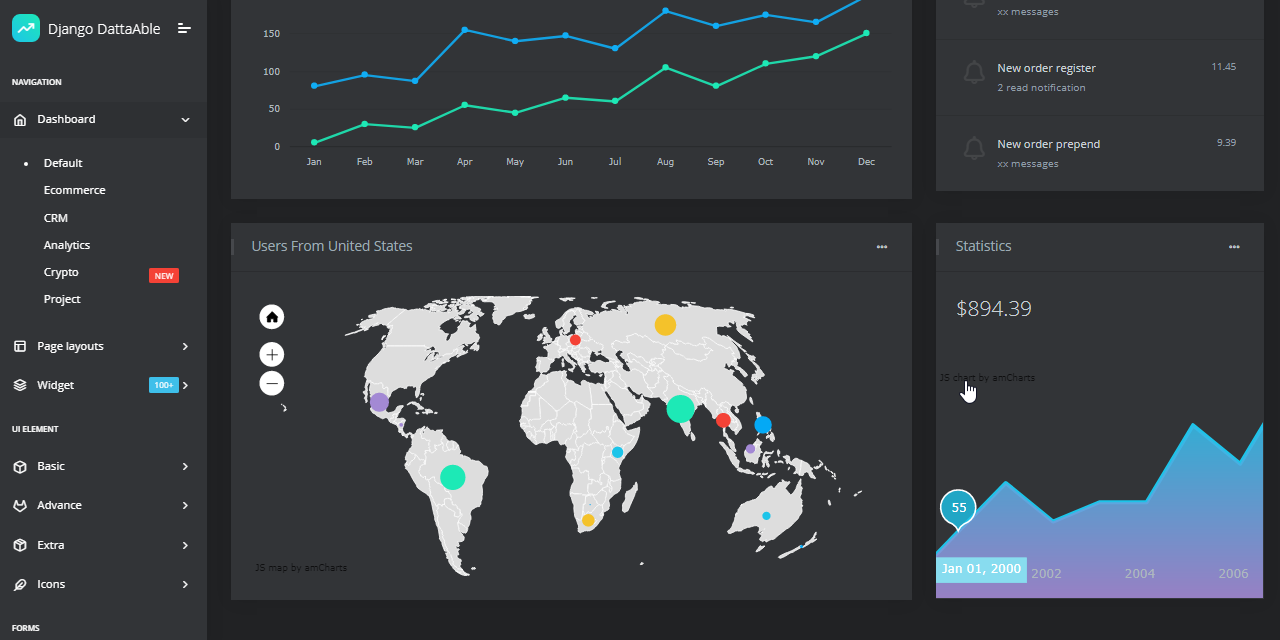 Django DattaAble
NAVIGATION
Dashboard
Default
Ecommerce
CRM
Analytics
Crypto NEW
Project
Page layouts
Widget 100+
UI ELEMENT
Basic
Advance
Extra
Icons
FORMS
150
100
50
0
Jan Feb Mar Apr May Jun Jul Aug Sep Oct Nov Dec
xx messages
New order register 11.45
2 read notification
New order prepend 9.39
xx messages
Users From United States
JS map by amCharts
Statistics
$894.39
JS chart by amCharts
55
Jan 01, 2000 2002 2004 2006